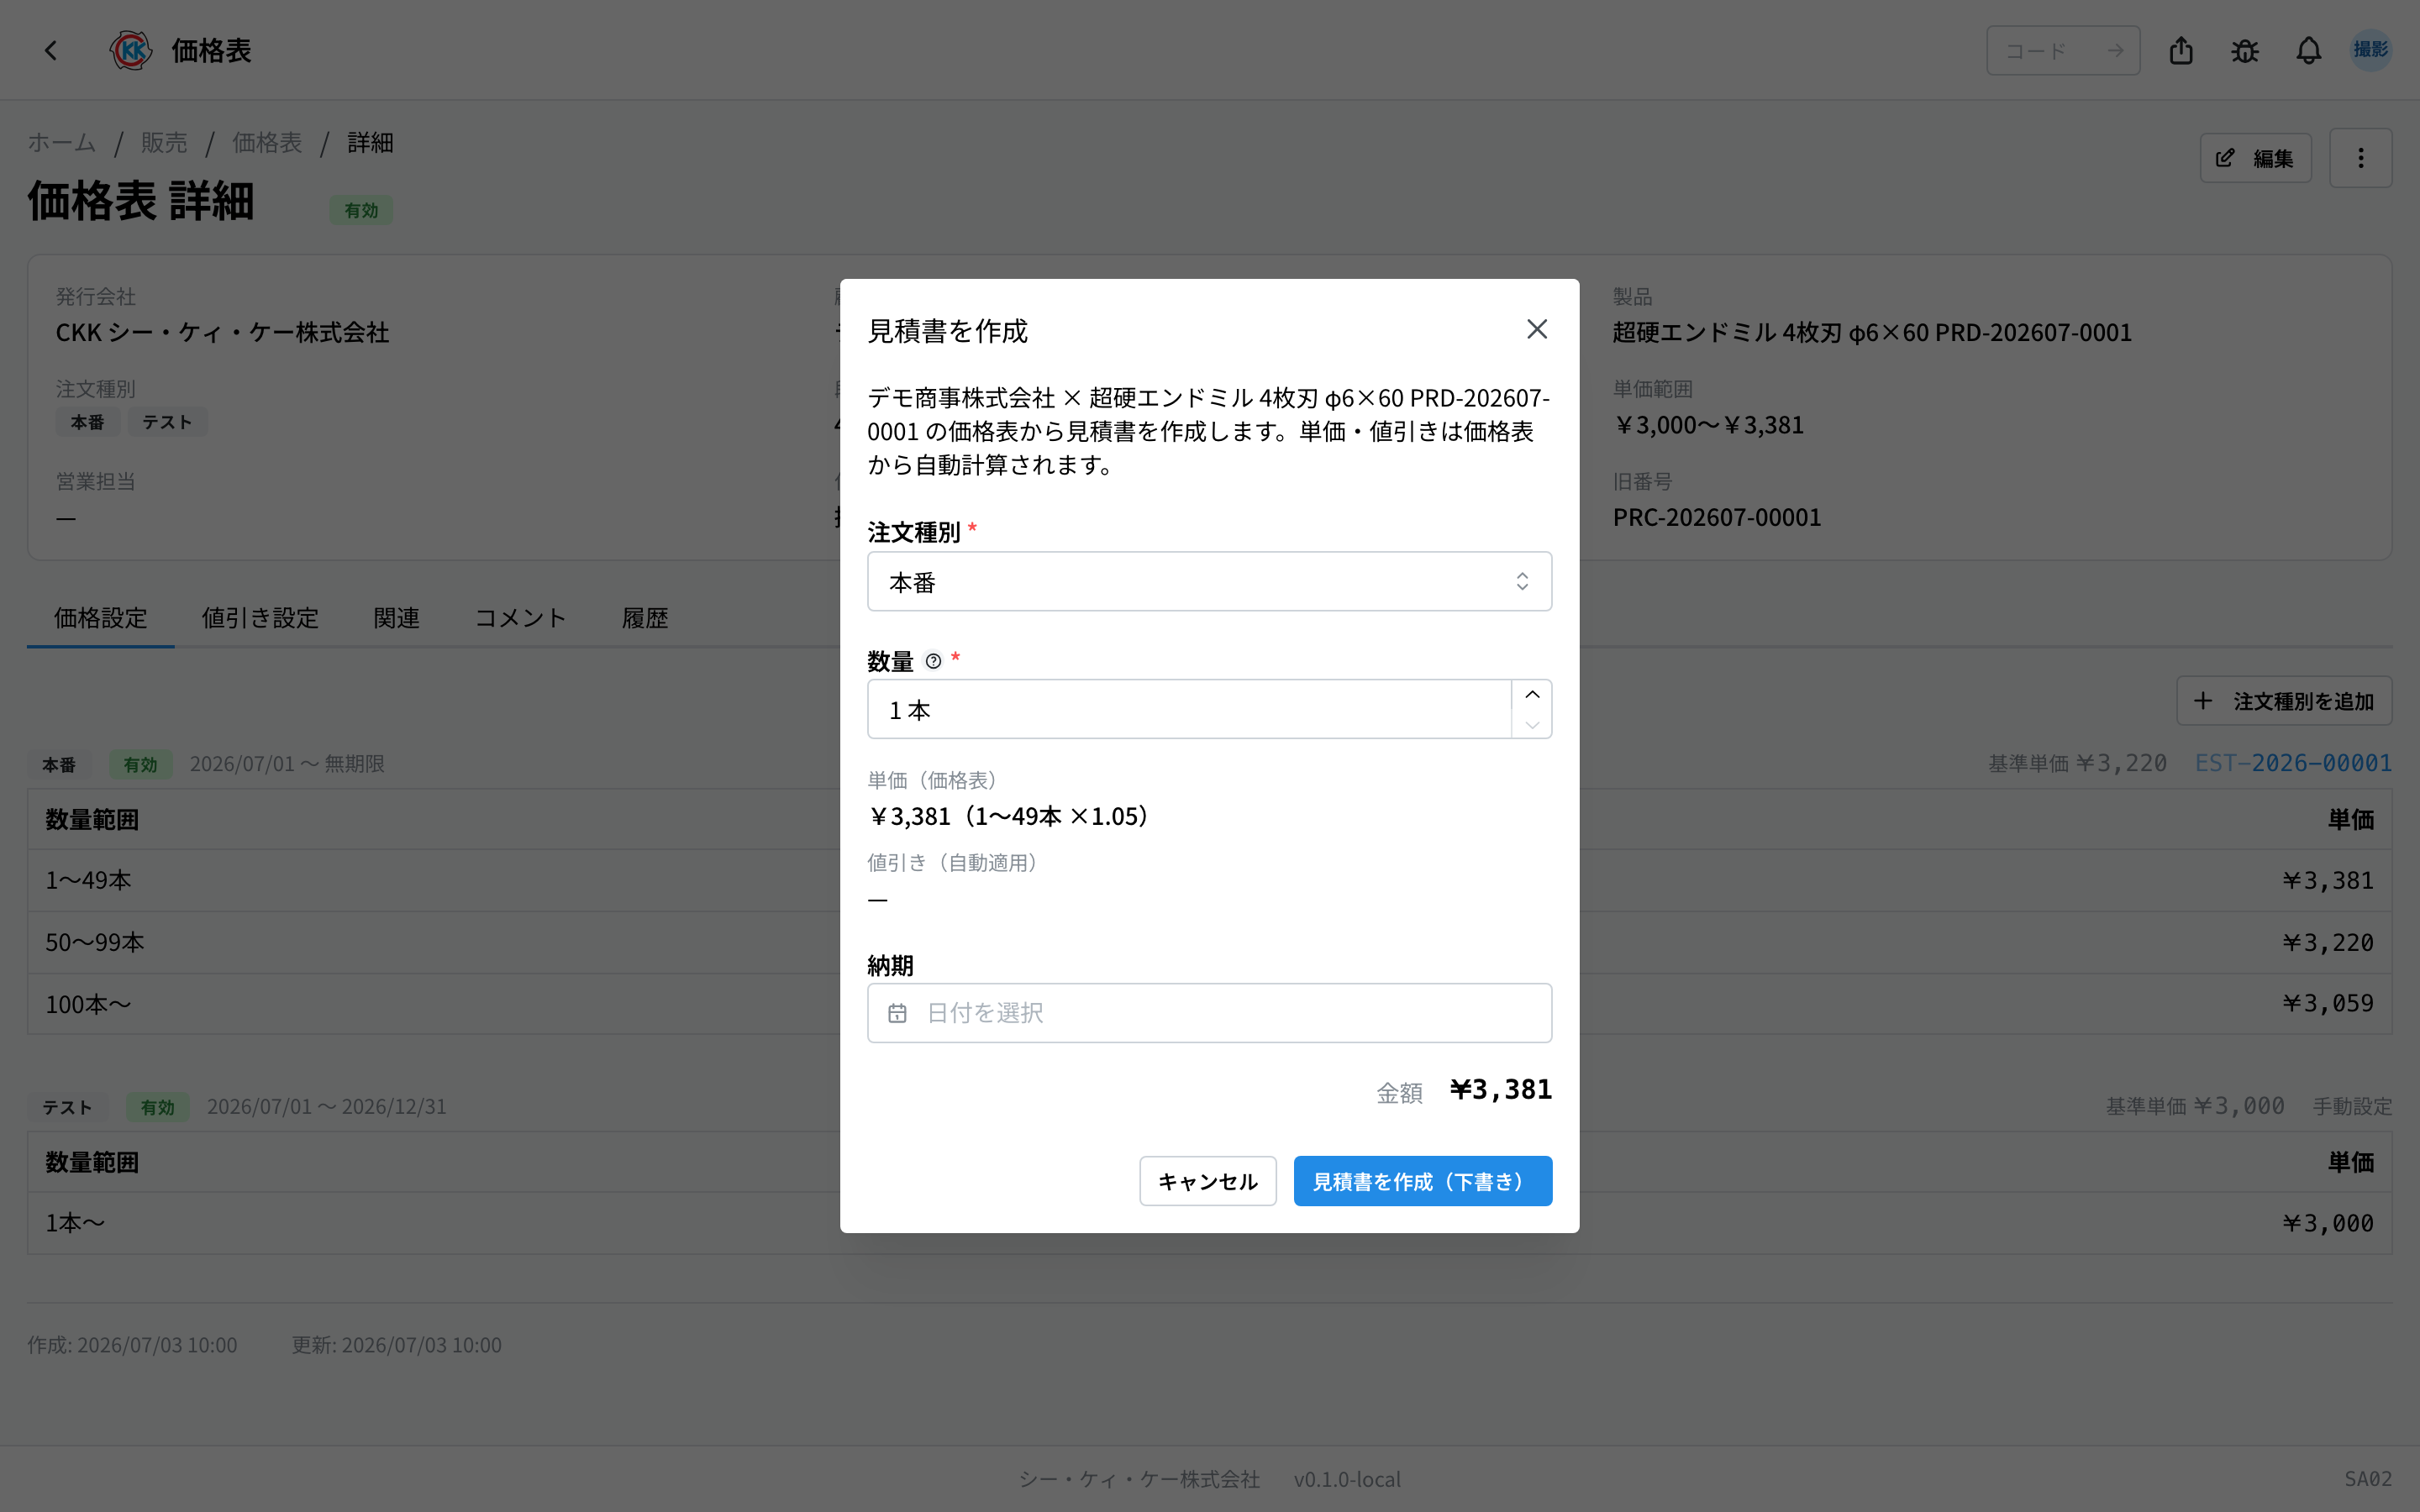 価格表
コード
撮影
ホーム / 販売 / 価格表 / 詳細
編集
価格表 詳細
有効
発行会社
製品
CKK シー・ケィ・ケー株式会社
超硬エンドミル 4枚刃 φ6×60 PRD-202607-0001
注文種別
単価範囲
本番 テスト
￥3,000～￥3,381
営業担当
旧番号
—
PRC-202607-00001
価格設定 値引き設定 関連 コメント 履歴
注文種別を追加
本番 有効 2026/07/01 ～ 無期限
基準単価 ￥3,220 EST-2026-00001
数量範囲 単価
1～49本 ￥3,381
50～99本 ￥3,220
100本～ ￥3,059
テスト 有効 2026/07/01 ～ 2026/12/31
基準単価 ￥3,000 手動設定
数量範囲 単価
1本～ ￥3,000
作成: 2026/07/03 10:00 更新: 2026/07/03 10:00
シー・ケィ・ケー株式会社 v0.1.0-local
SA02
見積書を作成
デモ商事株式会社 × 超硬エンドミル 4枚刃 φ6×60 PRD-202607-
0001 の価格表から見積書を作成します。単価・値引きは価格表
から自動計算されます。
注文種別 *
本番
数量 *
1 本
単価（価格表）
￥3,381（1～49本 ×1.05）
値引き（自動適用）
—
納期
日付を選択
金額 ￥3,381
キャンセル
見積書を作成（下書き）